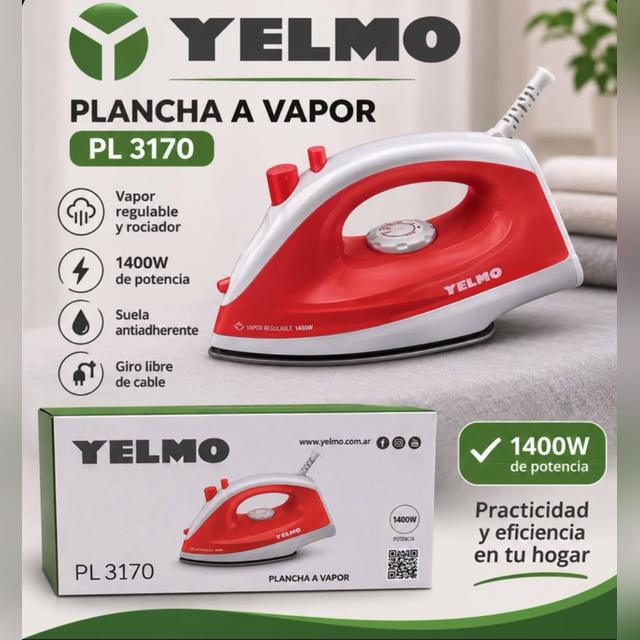 YELMO
PLANCHA A VAPOR
PL 3170
Vapor
regulable
y rociador
1400W
de potencia
Suela
antiadherente
Giro libre
de cable
YELMO
VAPOR REGULABLE 1400W
YELMO
www.yelmo.com.ar
YELMO
1400W
POTENCIA
PL 3170
PLANCHA A VAPOR
1400W
de potencia
Practicidad
y eficiencia
en tu hogar